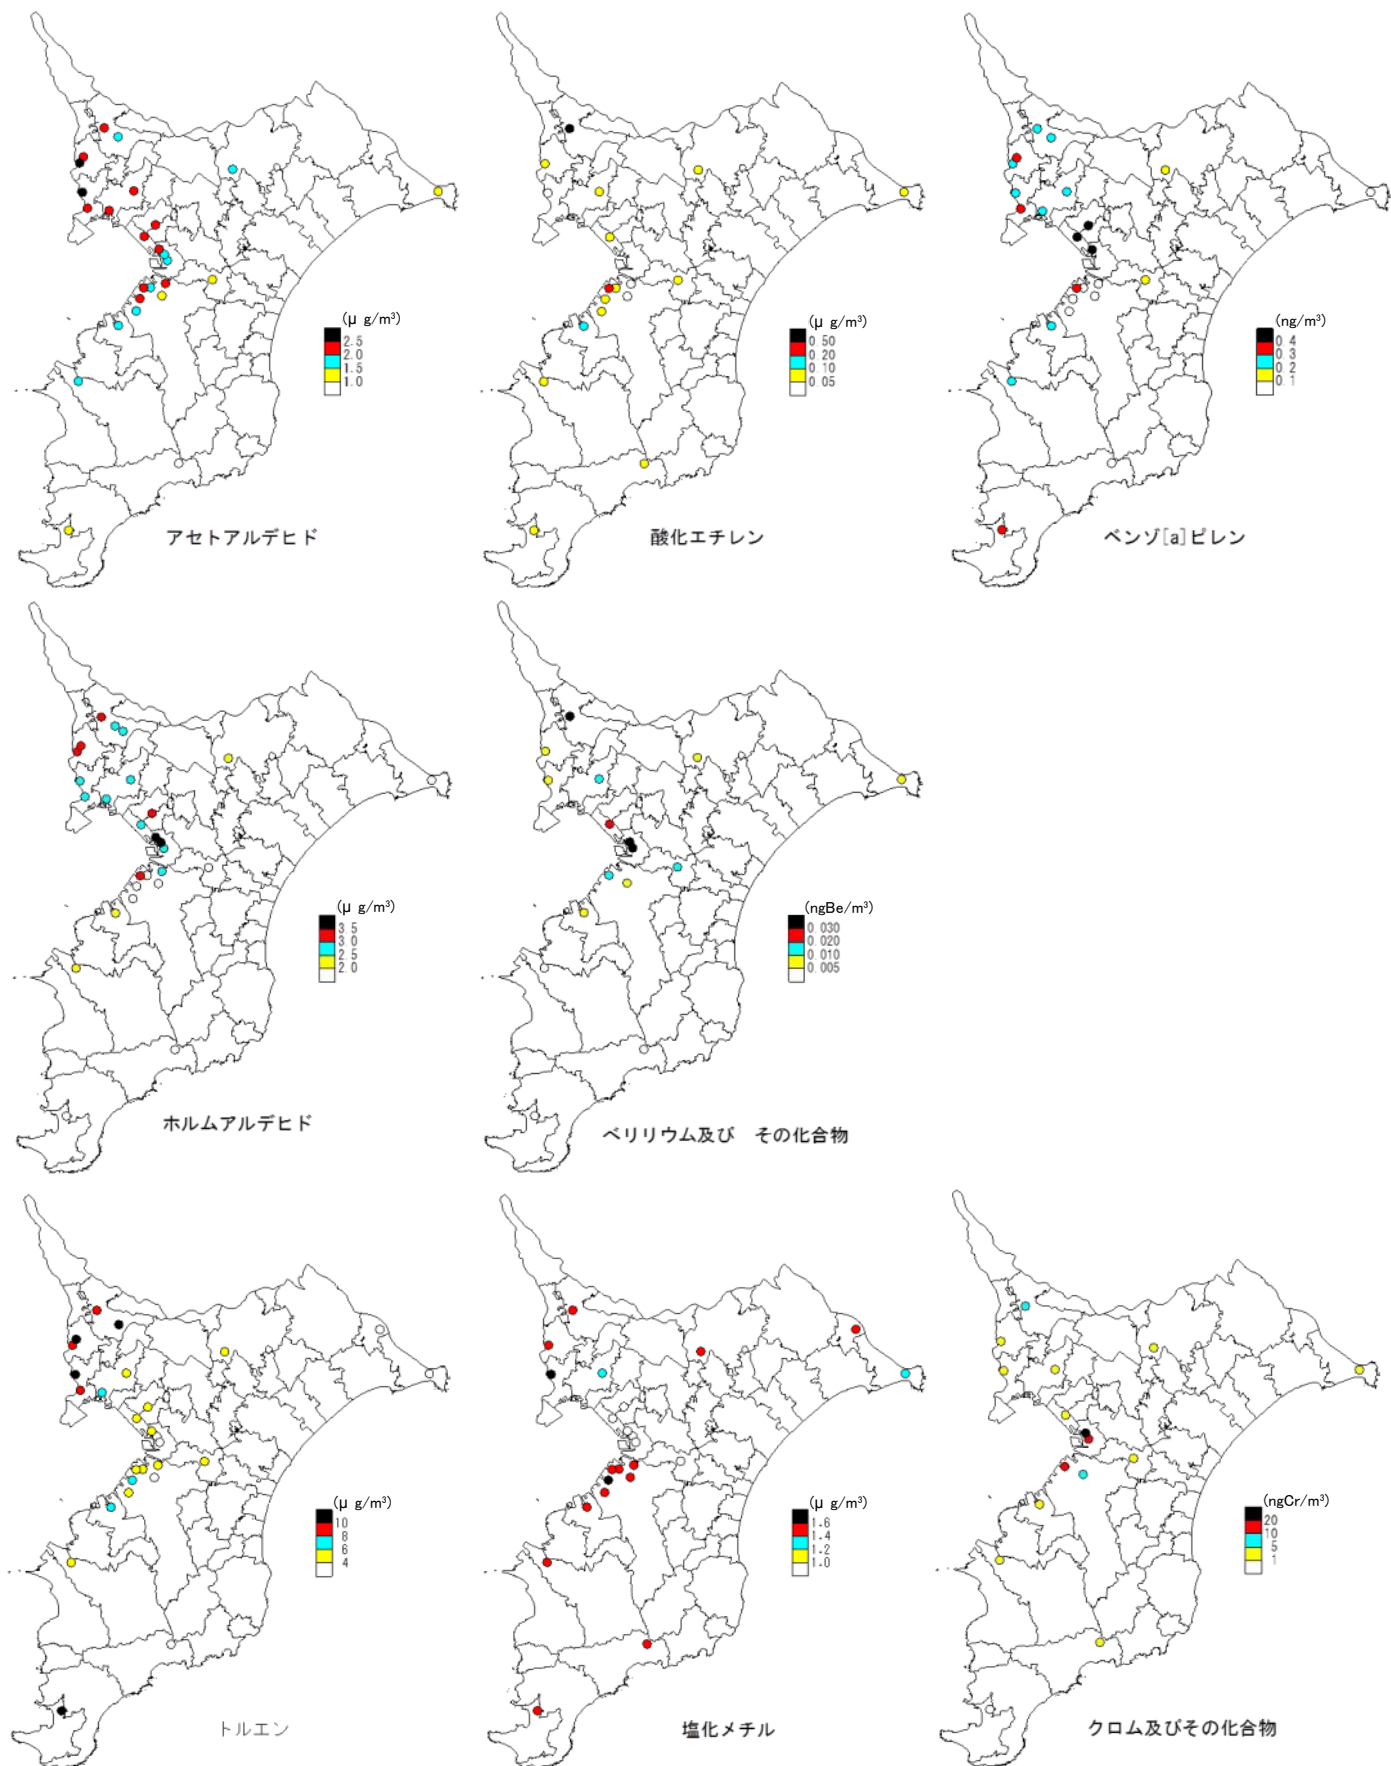 (μ g/m³)
2.5
2.0
1.5
1.0
アセトアルデヒド
(μ g/m³)
0 50
0 20
0 10
0 05
酸化エチレン
(ng/m³)
0 4
0 3
0 2
0 1
ベンゾ[a]ピレン
(μ g/m³)
3 5
3 0
2 5
2 0
ホルムアルデヒド
(ngBe/m³)
0 030
0 020
0 010
0 005
ベリリウム及び その化合物
(μ g/m³)
10
8
6
4
トルエン
(μ g/m³)
1.6
1.4
1.2
1.0
塩化メチル
(ngCr/m³)
20
10
5
1
クロム及びその化合物